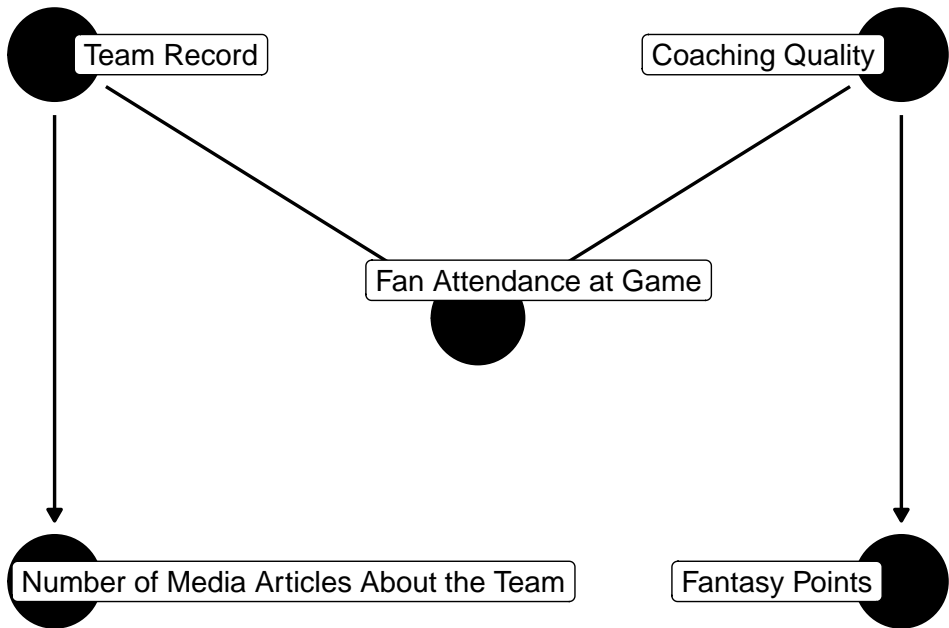 Team Record
Coaching Quality
Fan Attendance at Game
Number of Media Articles About the Team
Fantasy Points